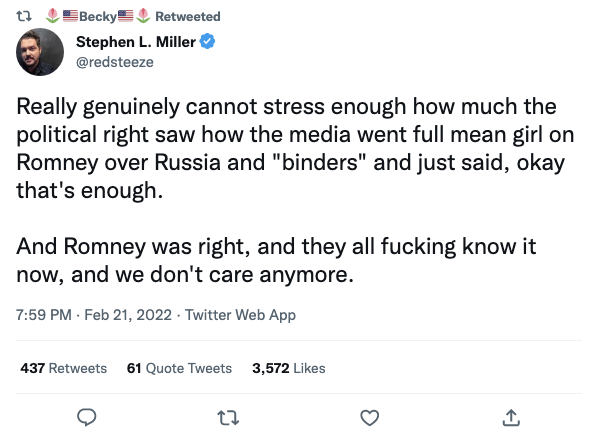 🌷🇺🇸Becky🇺🇸🌷 Retweeted
Stephen L. Miller
@redsteeze
Really genuinely cannot stress enough how much the
political right saw how the media went full mean girl on
Romney over Russia and "binders" and just said, okay
that's enough.
And Romney was right, and they all fucking know it
now, and we don't care anymore.
7:59 PM · Feb 21, 2022 · Twitter Web App
437 Retweets 61 Quote Tweets 3,572 Likes